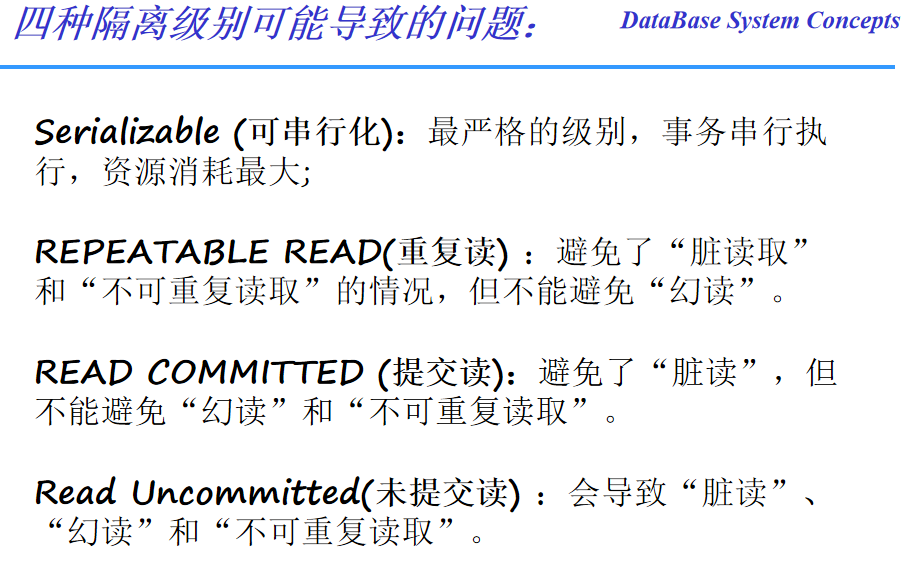 四种隔离级别可能导致的问题：
DataBase System Concepts
Serializable (可串行化)：最严格的级别，事务串行执
行，资源消耗最大;
REPEATABLE READ(重复读) ：避免了“脏读取”
和“不可重复读取”的情况，但不能避免“幻读”。
READ COMMITTED (提交读)：避免了“脏读”，但
不能避免“幻读”和“不可重复读取”。
Read Uncommitted(未提交读) ：会导致“脏读”、
“幻读”和“不可重复读取”。